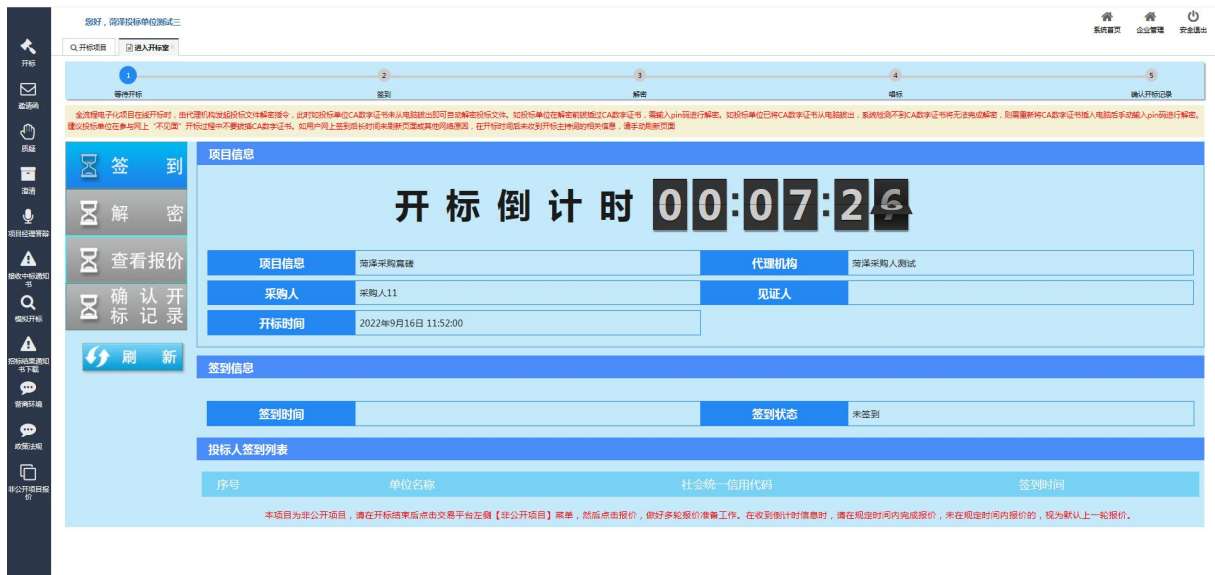 您好，菏泽投标单位测试三
系统首页 企业管理 安全退出
开标项目 进入开标室
开标
邀请函
质疑
澄清
项目经理答辩
接收中标通知书
模拟开标
招标结果通知书下载
营商环境
政策法规
非公开项目报价
1 2 3 4 5
等待开标 签到 解密 唱标 确认开标记录
全流程电子化项目在线开标时，由代理机构发起投标文件解密指令，此时如投标单位CA数字证书未从电脑拔出即可自动解密投标文件。如投标单位在解密前拔插过CA数字证书，需输入pin码进行解密。如投标单位已将CA数字证书从电脑拔出，系统检测不到CA数字证书将无法完成解密，则需重新将CA数字证书插入电脑后手动输入pin码进行解密。
建议投标单位在参与网上“不见面”开标过程中不要拔插CA数字证书。如用户网上签到后长时间未刷新页面或其他网络原因，在开标时间后未收到开标主持间的相关信息，请手动刷新页面
签 到
解 密
查看报价
确认开标记录
刷 新
项目信息
开标倒计时 00:07:2
项目信息 菏泽采购竞磋 代理机构 菏泽采购人测试
采购人 采购人11 见证人
开标时间 2022年9月16日 11:52:00
签到信息
签到时间 签到状态 未签到
投标人签到列表
序号 单位名称 社会统一信用代码 签到时间
本项目为非公开项目，请在开标结束后点击交易平台左侧【非公开项目】菜单，然后点击报价，做好多轮报价准备工作。在收到倒计时信息时，请在规定时间内完成报价，未在规定时间内报价的，视为默认上一轮报价。